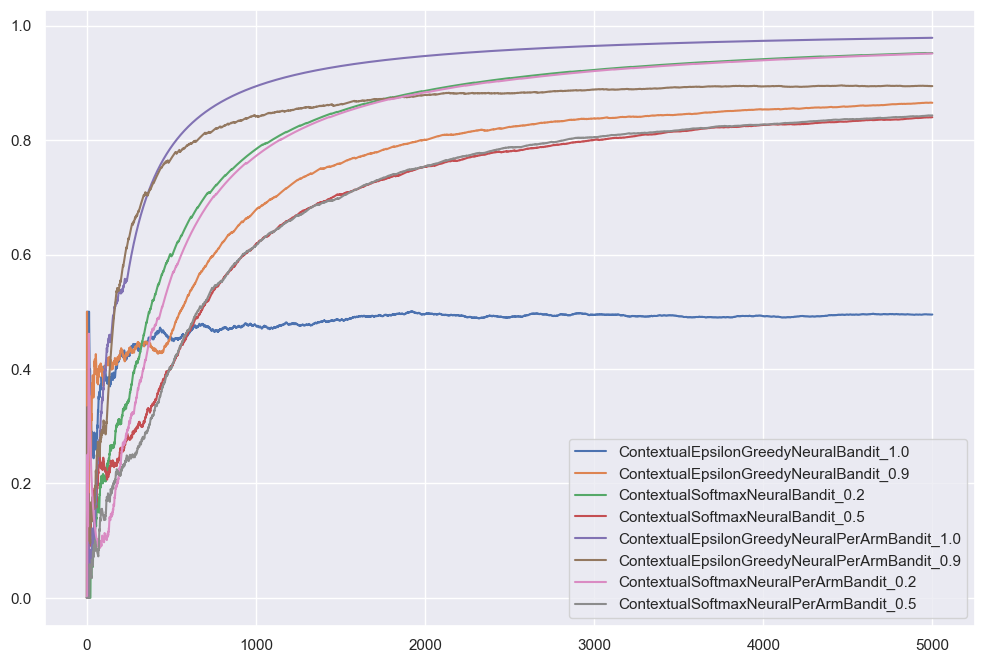 1.0
0.8
0.6
0.4
0.2
0.0
ContextualEpsilonGreedyNeuralBandit_1.0
ContextualEpsilonGreedyNeuralBandit_0.9
ContextualSoftmaxNeuralBandit_0.2
ContextualSoftmaxNeuralBandit_0.5
ContextualEpsilonGreedyNeuralPerArmBandit_1.0
ContextualEpsilonGreedyNeuralPerArmBandit_0.9
ContextualSoftmaxNeuralPerArmBandit_0.2
ContextualSoftmaxNeuralPerArmBandit_0.5
0 1000 2000 3000 4000 5000